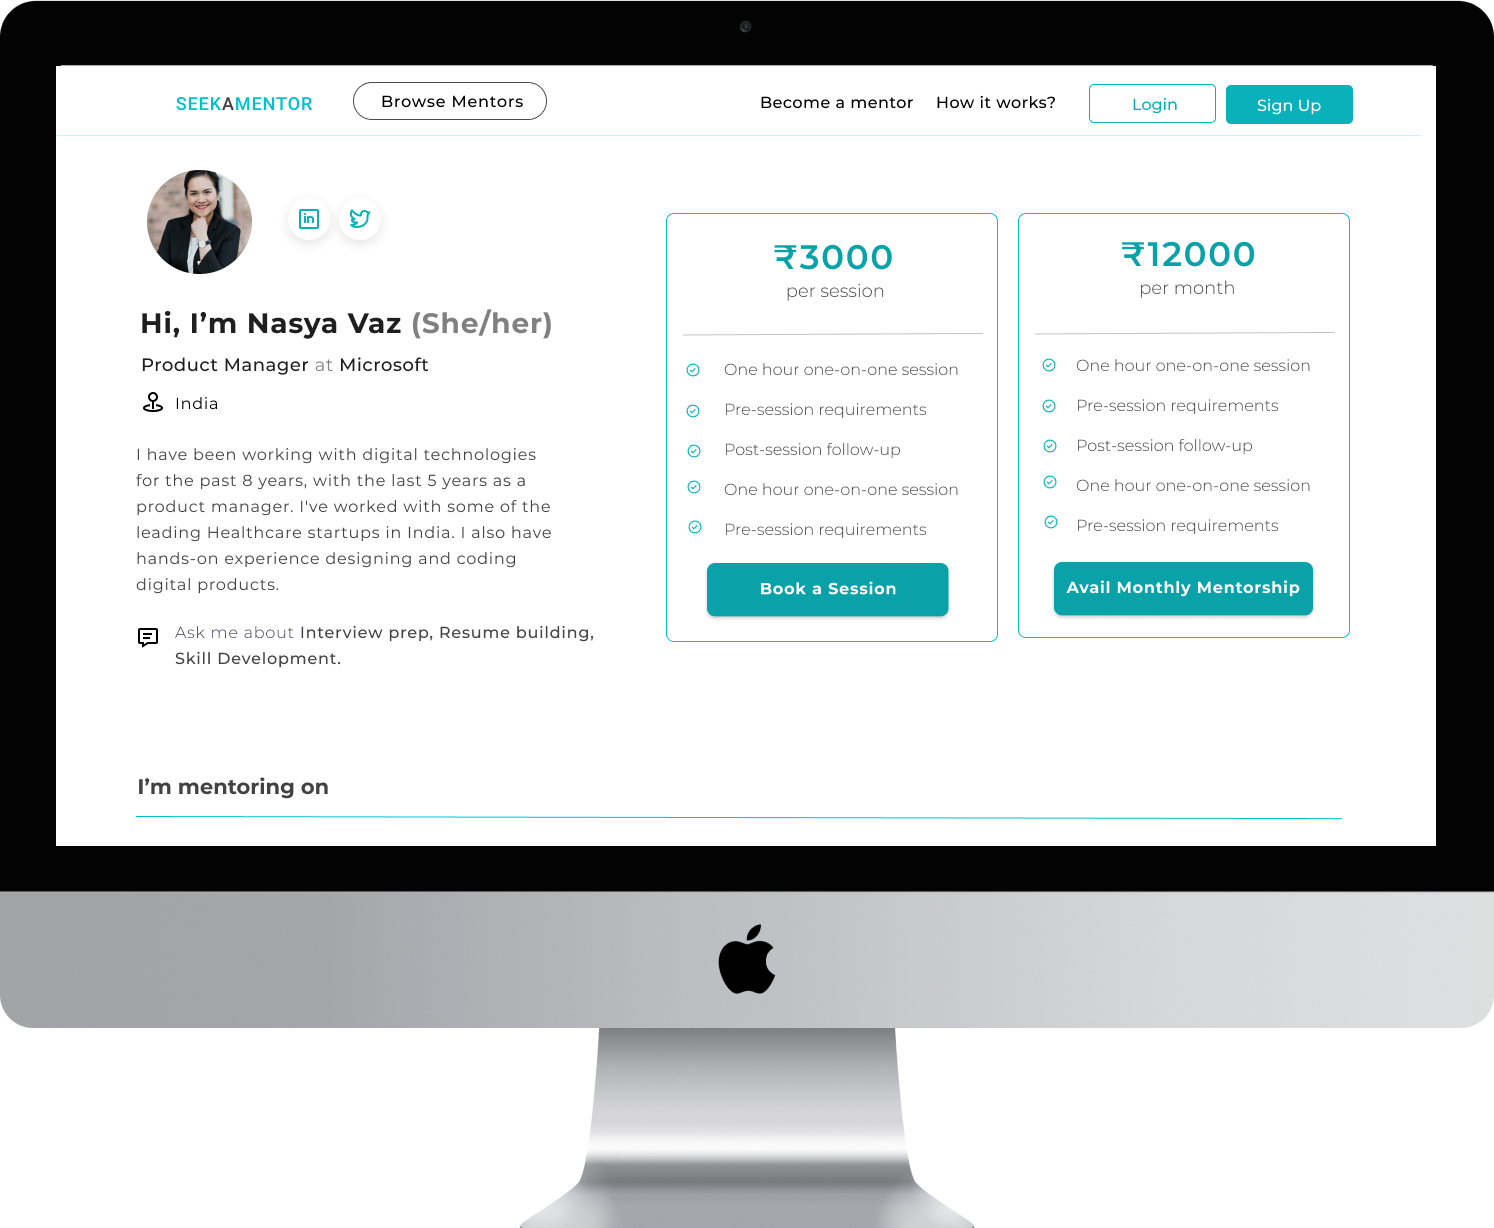 SEEKAMENTOR
Browse Mentors
Become a mentor
How it works?
Login
Sign Up
in
Hi, I’m Nasya Vaz (She/her)
Product Manager at Microsoft
India
I have been working with digital technologies
for the past 8 years, with the last 5 years as a
product manager. I've worked with some of the
leading Healthcare startups in India. I also have
hands-on experience designing and coding
digital products.
Ask me about Interview prep, Resume building,
Skill Development.
₹3000
per session
One hour one-on-one session
Pre-session requirements
Post-session follow-up
One hour one-on-one session
Pre-session requirements
Book a Session
₹12000
per month
One hour one-on-one session
Pre-session requirements
Post-session follow-up
One hour one-on-one session
Pre-session requirements
Avail Monthly Mentorship
I’m mentoring on